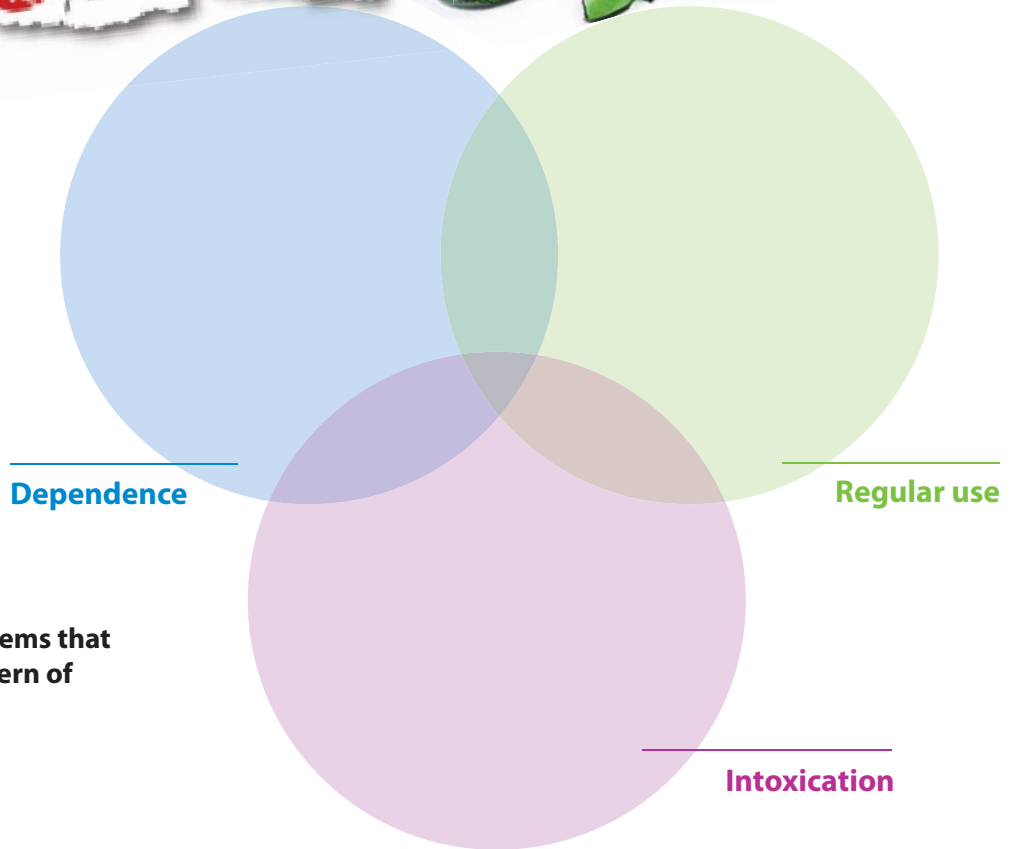 Dependence
Regular use
ems that
ern of
Intoxication